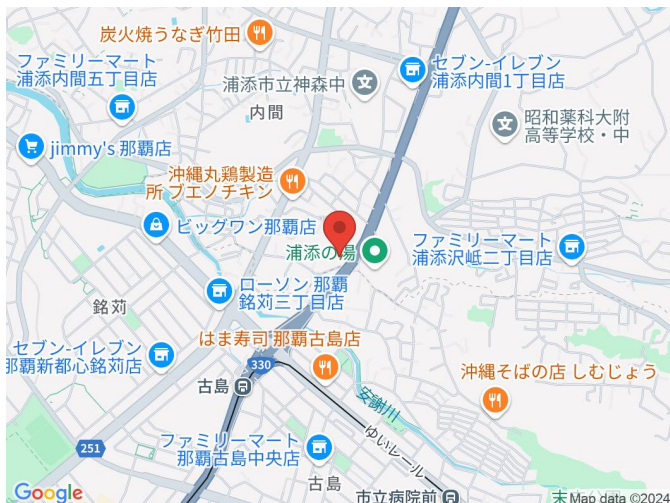 炭火焼うなぎ竹田
ファミリーマート
浦添内間五丁目店
セブン-イレブン
浦添内間1丁目店
浦添市立神森中
内間
昭和薬科大附
高等学校・中
jimmy's 那覇店
沖縄丸鶏製造
所 ブエノチキン
ビッグワン那覇店
浦添の湯
ファミリーマート
浦添沢岻二丁目店
ローソン 那覇
銘苅三丁目店
銘苅
はま寿司 那覇古島店
セブン-イレブン
那覇新都心銘苅店
330
古島
沖縄そばの店 しむじょう
安謝川
251
ファミリーマート
那覇古島中央店
ゆいレール
古島
市立病院前
末
Google
Map data ©2024